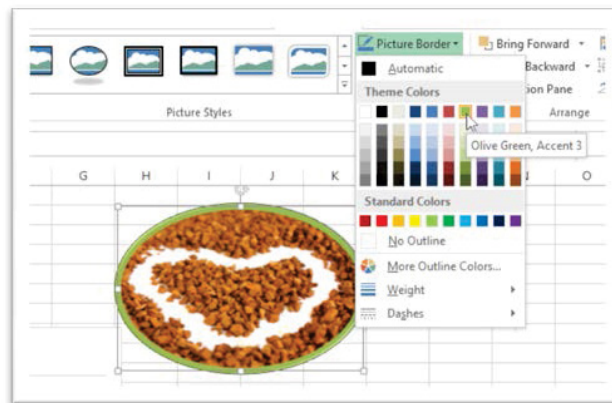 Picture Border
Bring Forward
Automatic
Backward
Theme Colors
tion Pane
Picture Styles
Arrange
Olive Green, Accent 3
G H I J K N O
Standard Colors
No Outline
More Outline Colors...
Weight
Dashes